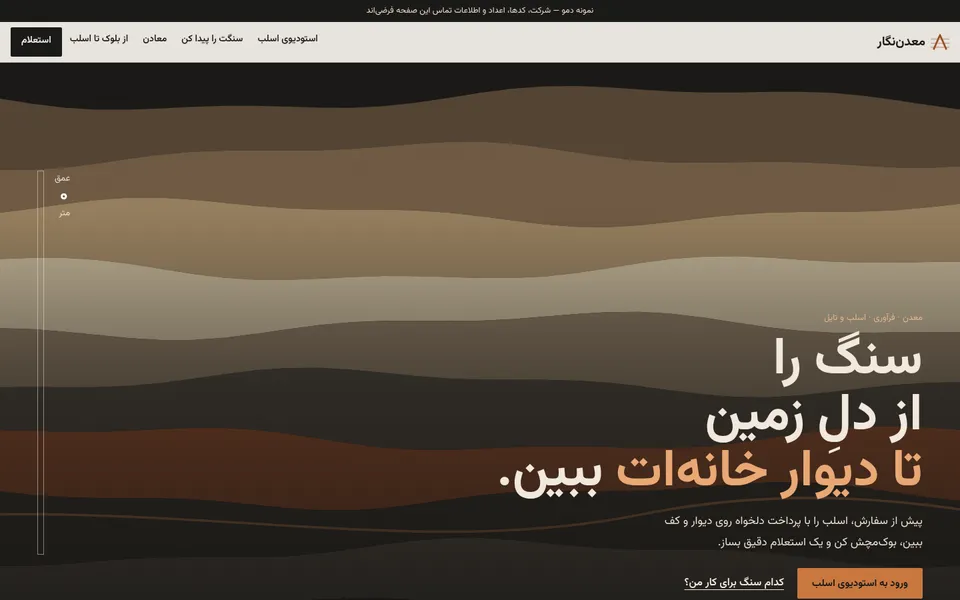 نمونه دمو — شرکت، کدها، اعداد و اطلاعات تماس این صفحه فرضی‌اند
معدن‌نگار
استودیوی اسلب
سنگت را پیدا کن
معادن
از بلوک تا اسلب
استعلام
عمق
۰
متر
معدن · فرآوری · اسلب و تایل
سنگ را
از دلِ زمین
تا دیوار خانه‌ات ببین.
پیش از سفارش، اسلب را با پرداخت دلخواه روی دیوار و کف
ببین، بوک‌مچش کن و یک استعلام دقیق بساز.
ورود به استودیوی اسلب
کدام سنگ برای کار من؟